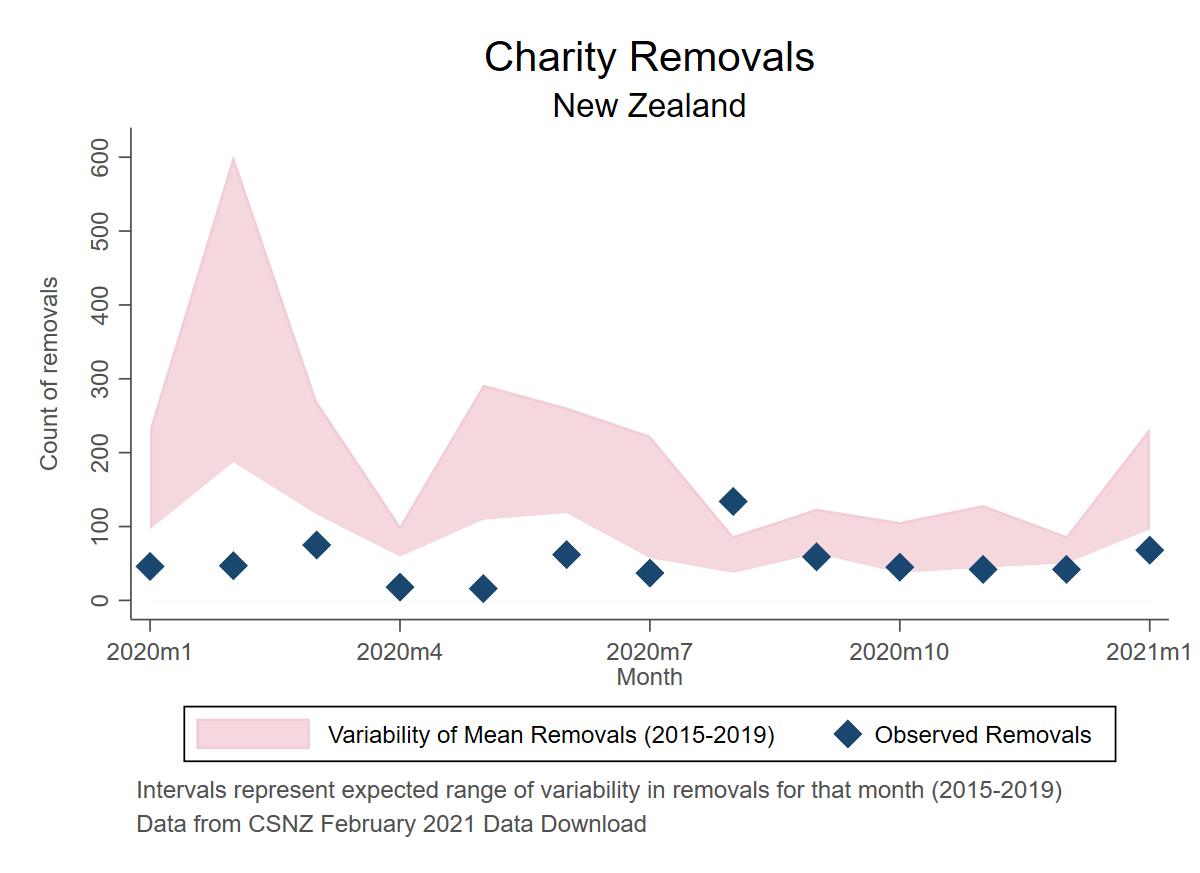 Charity Removals
New Zealand
Count of removals
600
500
400
300
200
100
0
2020m1 2020m4 2020m7 2020m10 2021m1
Month
Variability of Mean Removals (2015-2019) Observed Removals
Intervals represent expected range of variability in removals for that month (2015-2019)
Data from CSNZ February 2021 Data Download